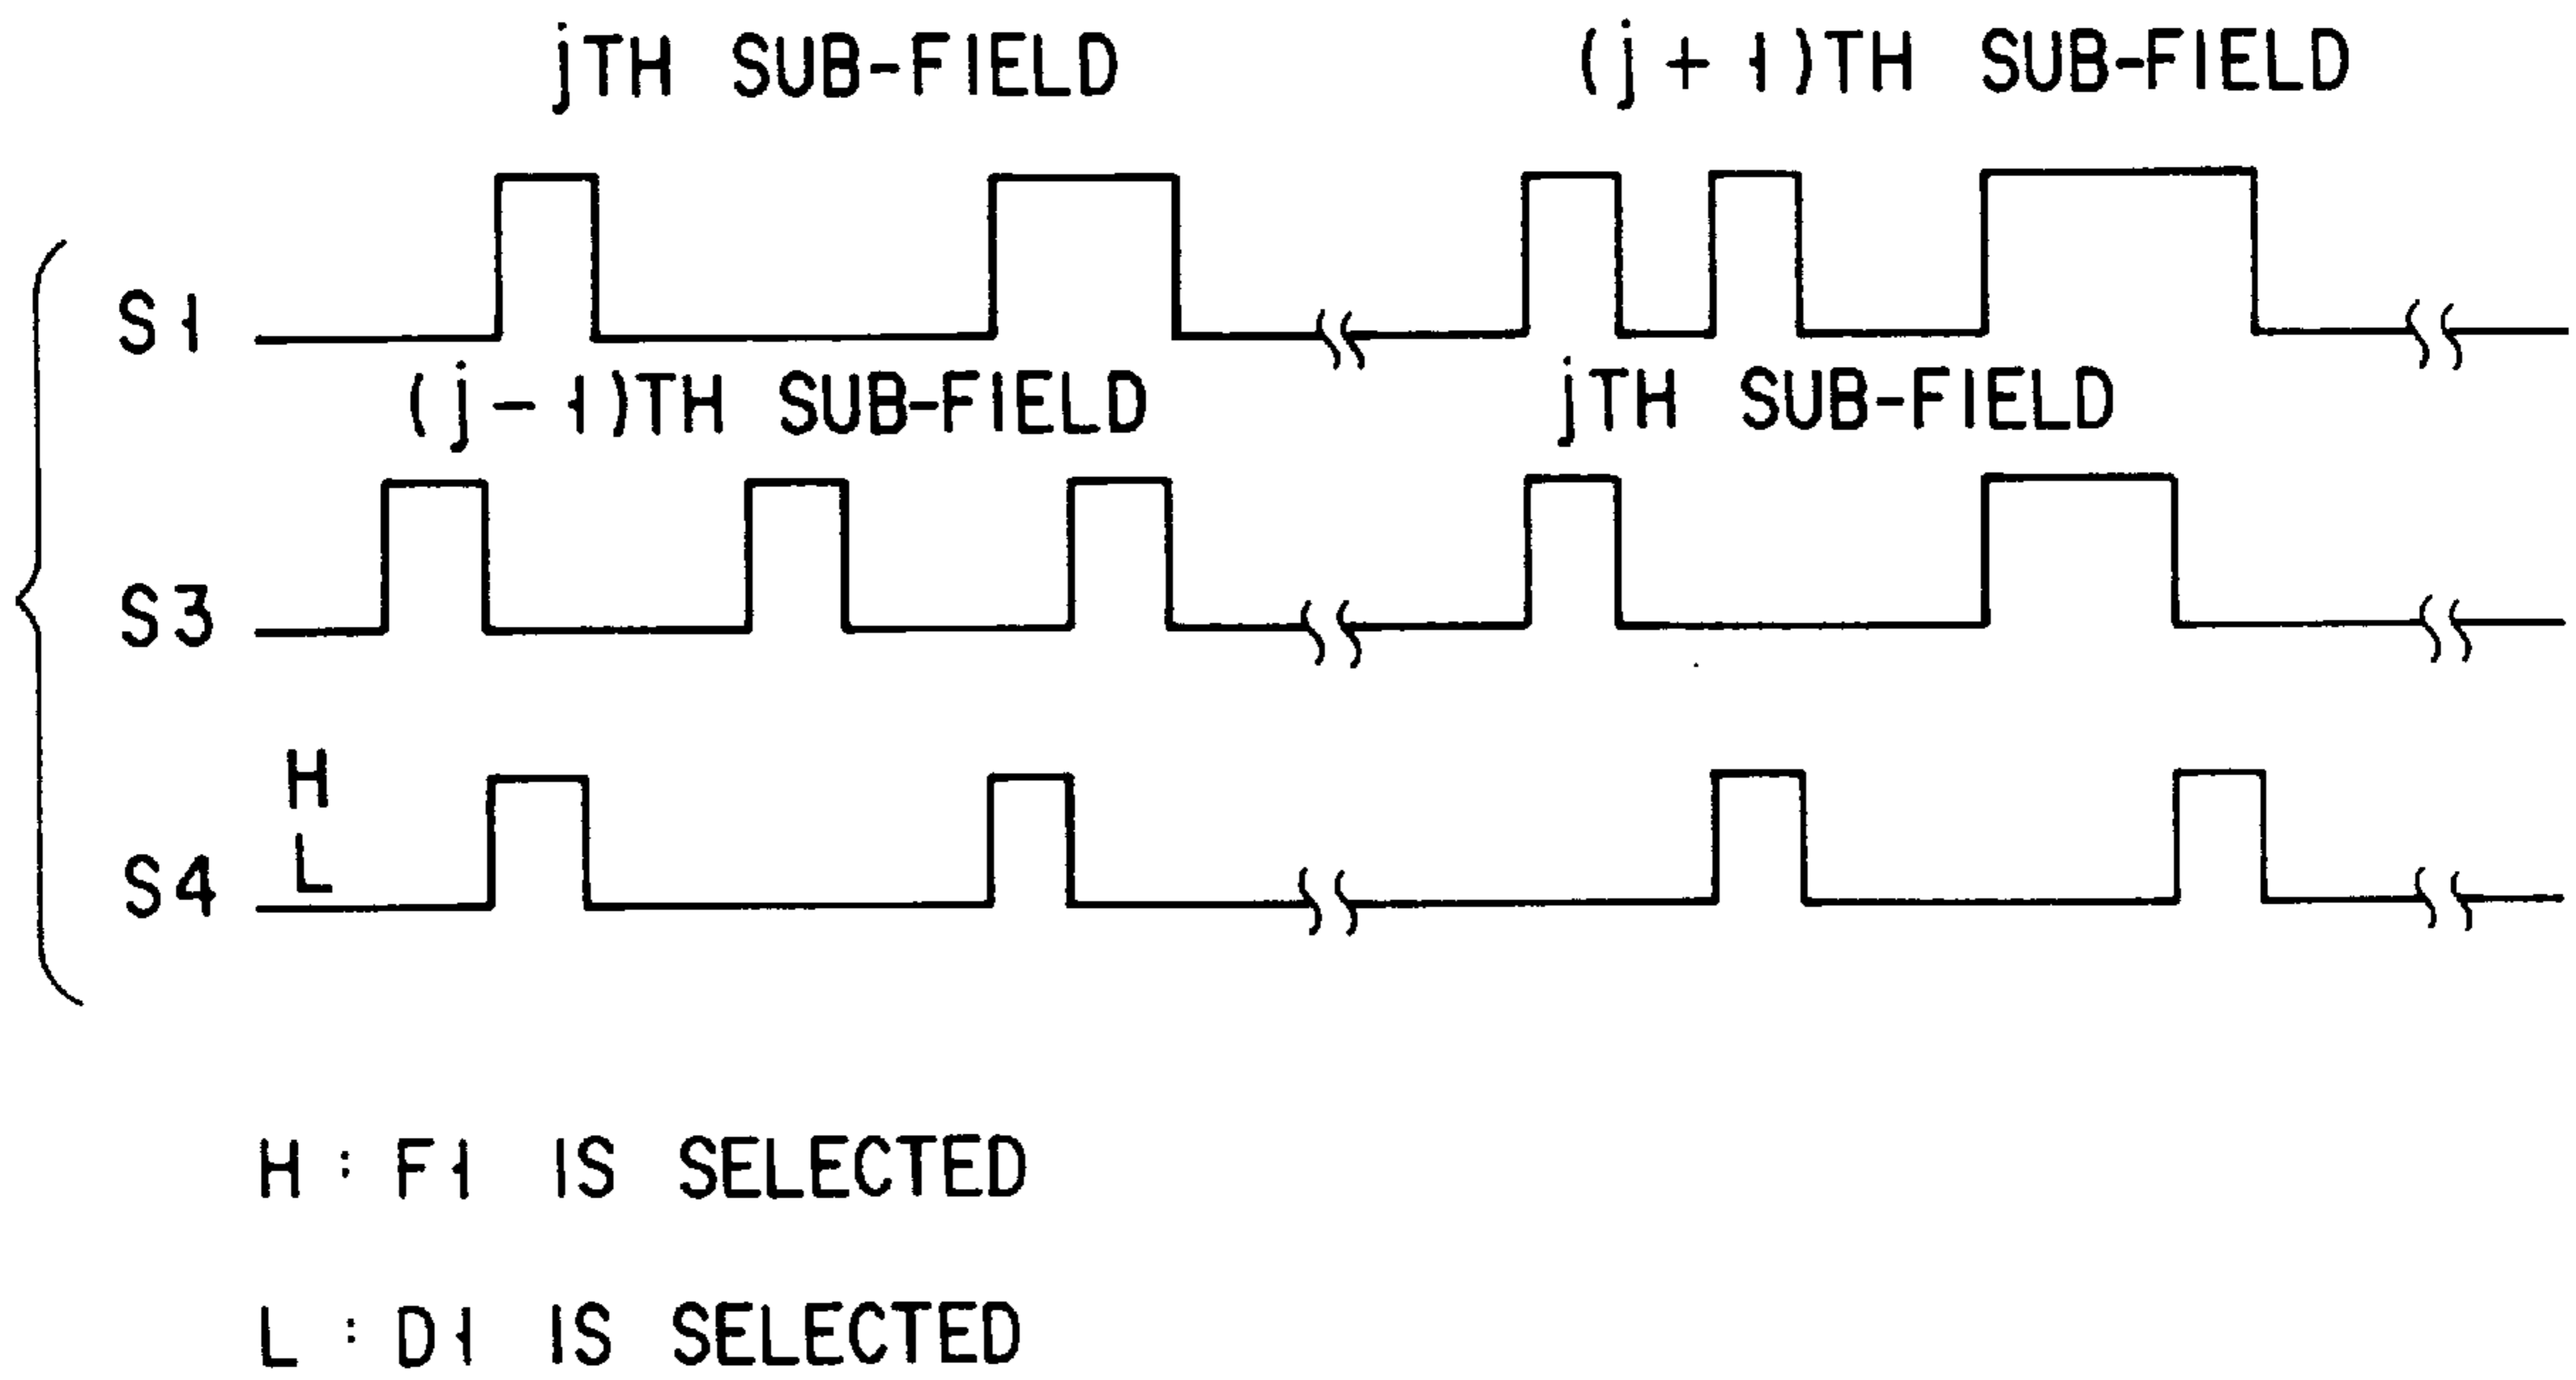 jTH SUB-FIELD (j + 1)TH SUB-FIELD
S1
(j - 1)TH SUB-FIELD jTH SUB-FIELD
S3
H
L
S4
H : F1 IS SELECTED
L : D1 IS SELECTED